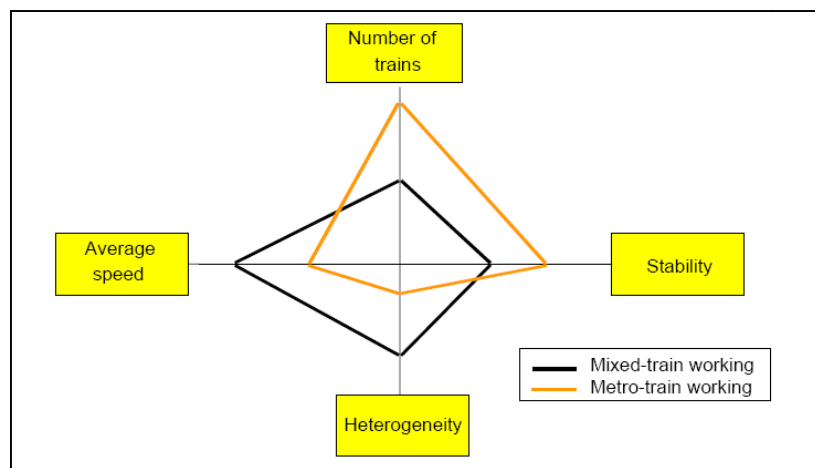 Number of
trains
Average
speed
Stability
Heterogeneity
Mixed-train working
Metro-train working